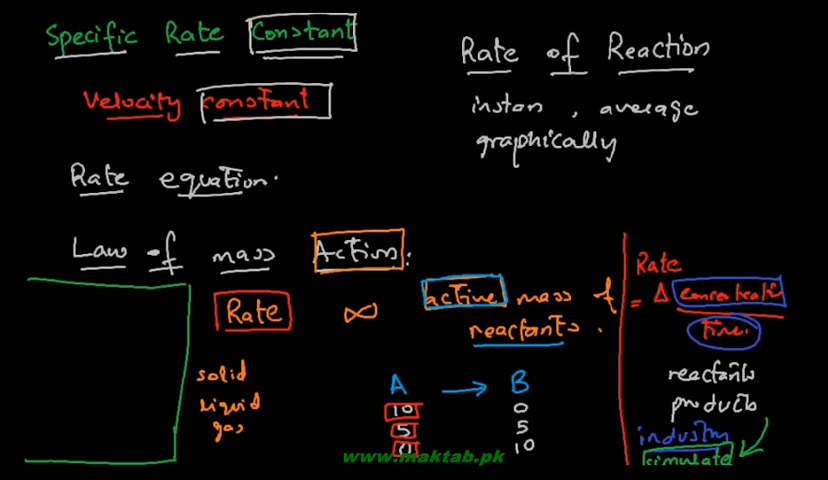 Specific Rate Constant
Velocity constant
Rate equation.
Law of mass Action:
Rate ∝ active mass of
reactants.
solid
liquid
gas
A → B
10 0
5 5
0 10
Rate of Reaction
instan, average
graphically
Rate
= Δ Concentration
Time.
reactants
products
industry
simulate
www.maktab.pk